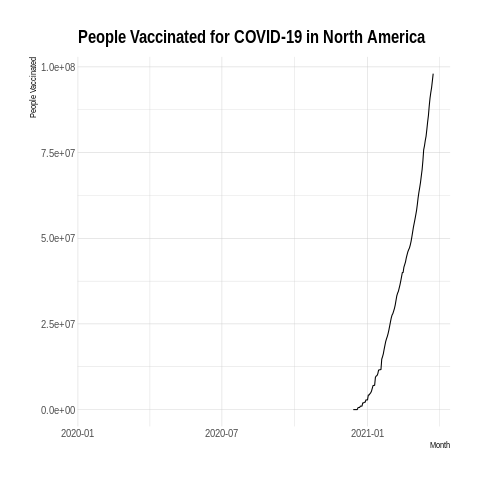 People Vaccinated for COVID-19 in North America
People Vaccinated
1.0e+08
7.5e+07
5.0e+07
2.5e+07
0.0e+00
2020-01
2020-07
2021-01
Month